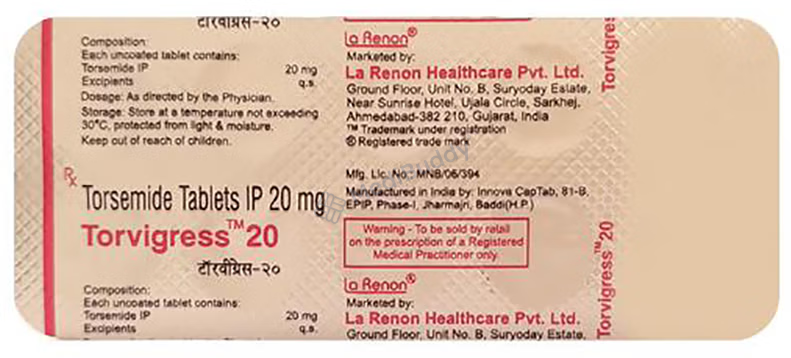 टॉरवीग्रेस-२०
Composition:
Each uncoated tablet contains:
Torsemide IP 20 mg
Excipients q.s.
Dosage: As directed by the Physician.
Storage: Store at a temperature not exceeding
30°C, protected from light & moisture.
Keep out of reach of children.
Rx
Torsemide Tablets IP 20 mg
Torvigress™ 20
टॉरवीग्रेस-२०
Composition:
Each uncoated tablet contains:
Torsemide IP 20 mg
Excipients q.s.
La Renon®
Marketed by:
La Renon Healthcare Pvt. Ltd.
Ground Floor, Unit No. B, Suryoday Estate,
Near Sunrise Hotel, Ujala Circle, Sarkhej,
Ahmedabad-382 210, Gujarat, India
™ Trademark under registration
® Registered trade mark
Mfg. Lic. No.: MNB/06/394
Manufactured in India by: Innova CapTab, 81-B,
EPIP, Phase-I, Jharmajri, Baddi(H.P.)
Warning - To be sold by retail
on the prescription of a Registered
Medical Practitioner only.
La Renon®
Marketed by:
La Renon Healthcare Pvt. Ltd.
Ground Floor, Unit No. B, Suryoday Estate,
Torvigress
Torvigress™ 20